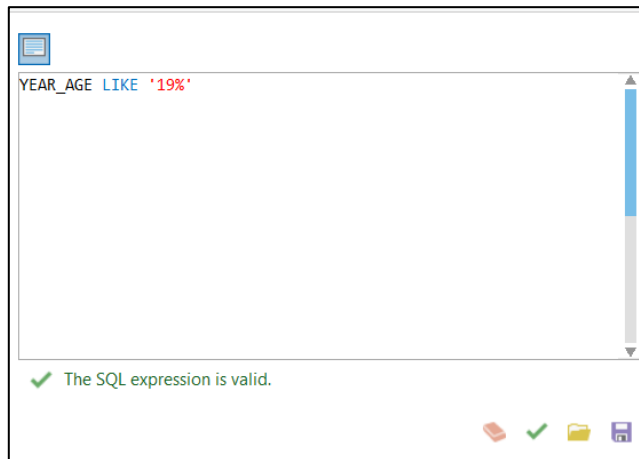 YEAR_AGE LIKE '19%'
The SQL expression is valid.